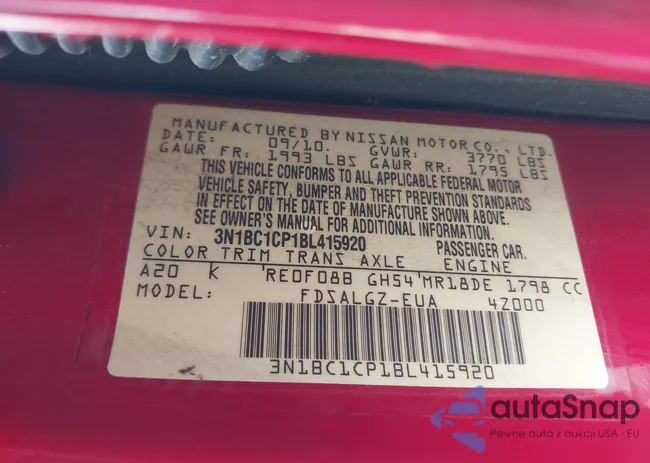 MANUFACTURED BY NISSAN MOTOR CO., LTD.
DATE: 09/10. GVWR: 3770 LBS
GAWR FR: 1993 LBS GAWR RR: 1795 LBS
THIS VEHICLE CONFORMS TO ALL APPLICABLE FEDERAL MOTOR
VEHICLE SAFETY, BUMPER AND THEFT PREVENTION STANDARDS
IN EFFECT ON THE DATE OF MANUFACTURE SHOWN ABOVE.
SEE OWNER'S MANUAL FOR ADDITIONAL INFORMATION.
VIN: 3N1BC1CP1BL415920 PASSENGER CAR.
COLOR TRIM TRANS AXLE ENGINE
A20 K 'RE0F08B GH54'MR18DE 1798 CC
MODEL: FDSALGZ-EUA 4Z000
3N1BC1CP1BL415920
autaSnap
Pewne auta z aukcji USA i EU